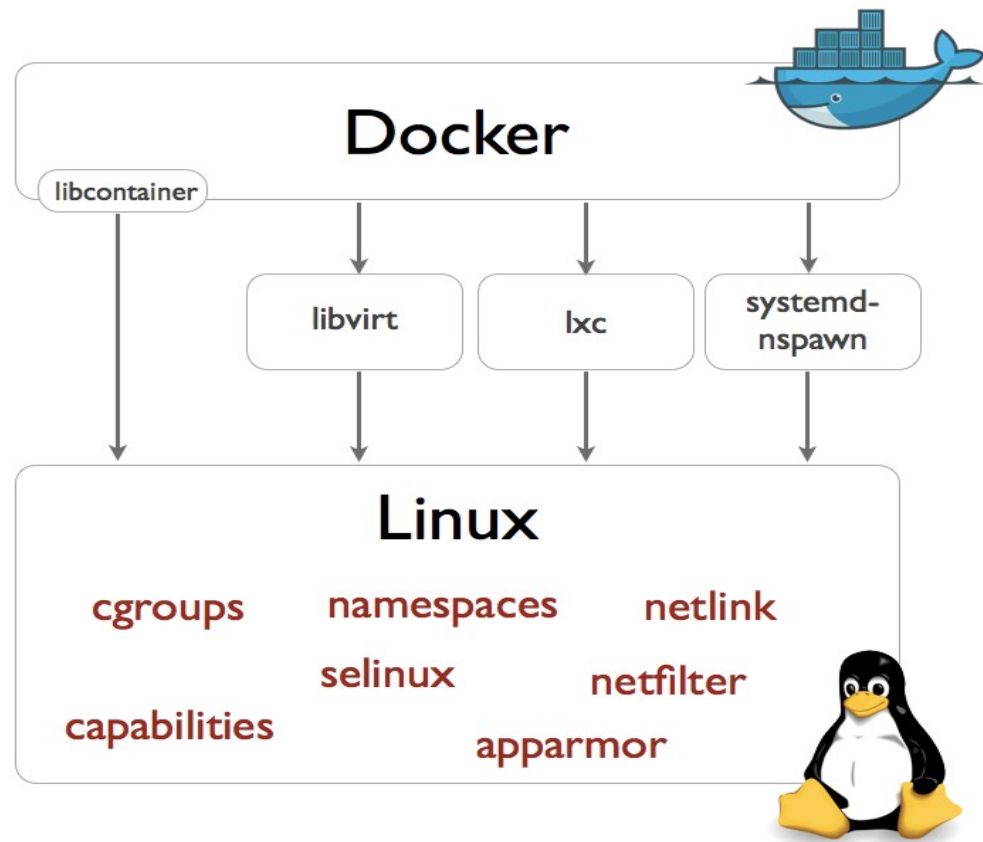 Docker
libcontainer
libvirt
lxc
systemd-
nspawn
Linux
cgroups
namespaces
netlink
selinux
netfilter
capabilities
apparmor